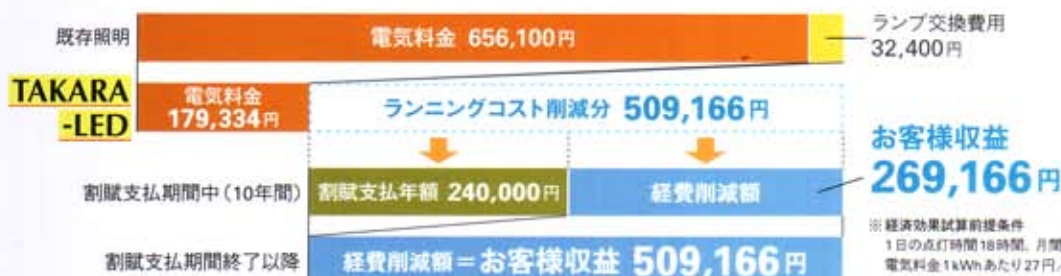 既存照明
電気料金 656,100円
ランプ交換費用
32,400円
TAKARA
-LED
電気料金
179,334円
ランニングコスト削減分 509,166円
お客様収益
269,166円
割賦支払期間中(10年間)
割賦支払年額 240,000円
経費削減額
割賦支払期間終了以降
経費削減額=お客様収益 509,166円
※経済効果試算前提条件
1日の点灯時間18時間、月間
電気料金1kWhあたり27円